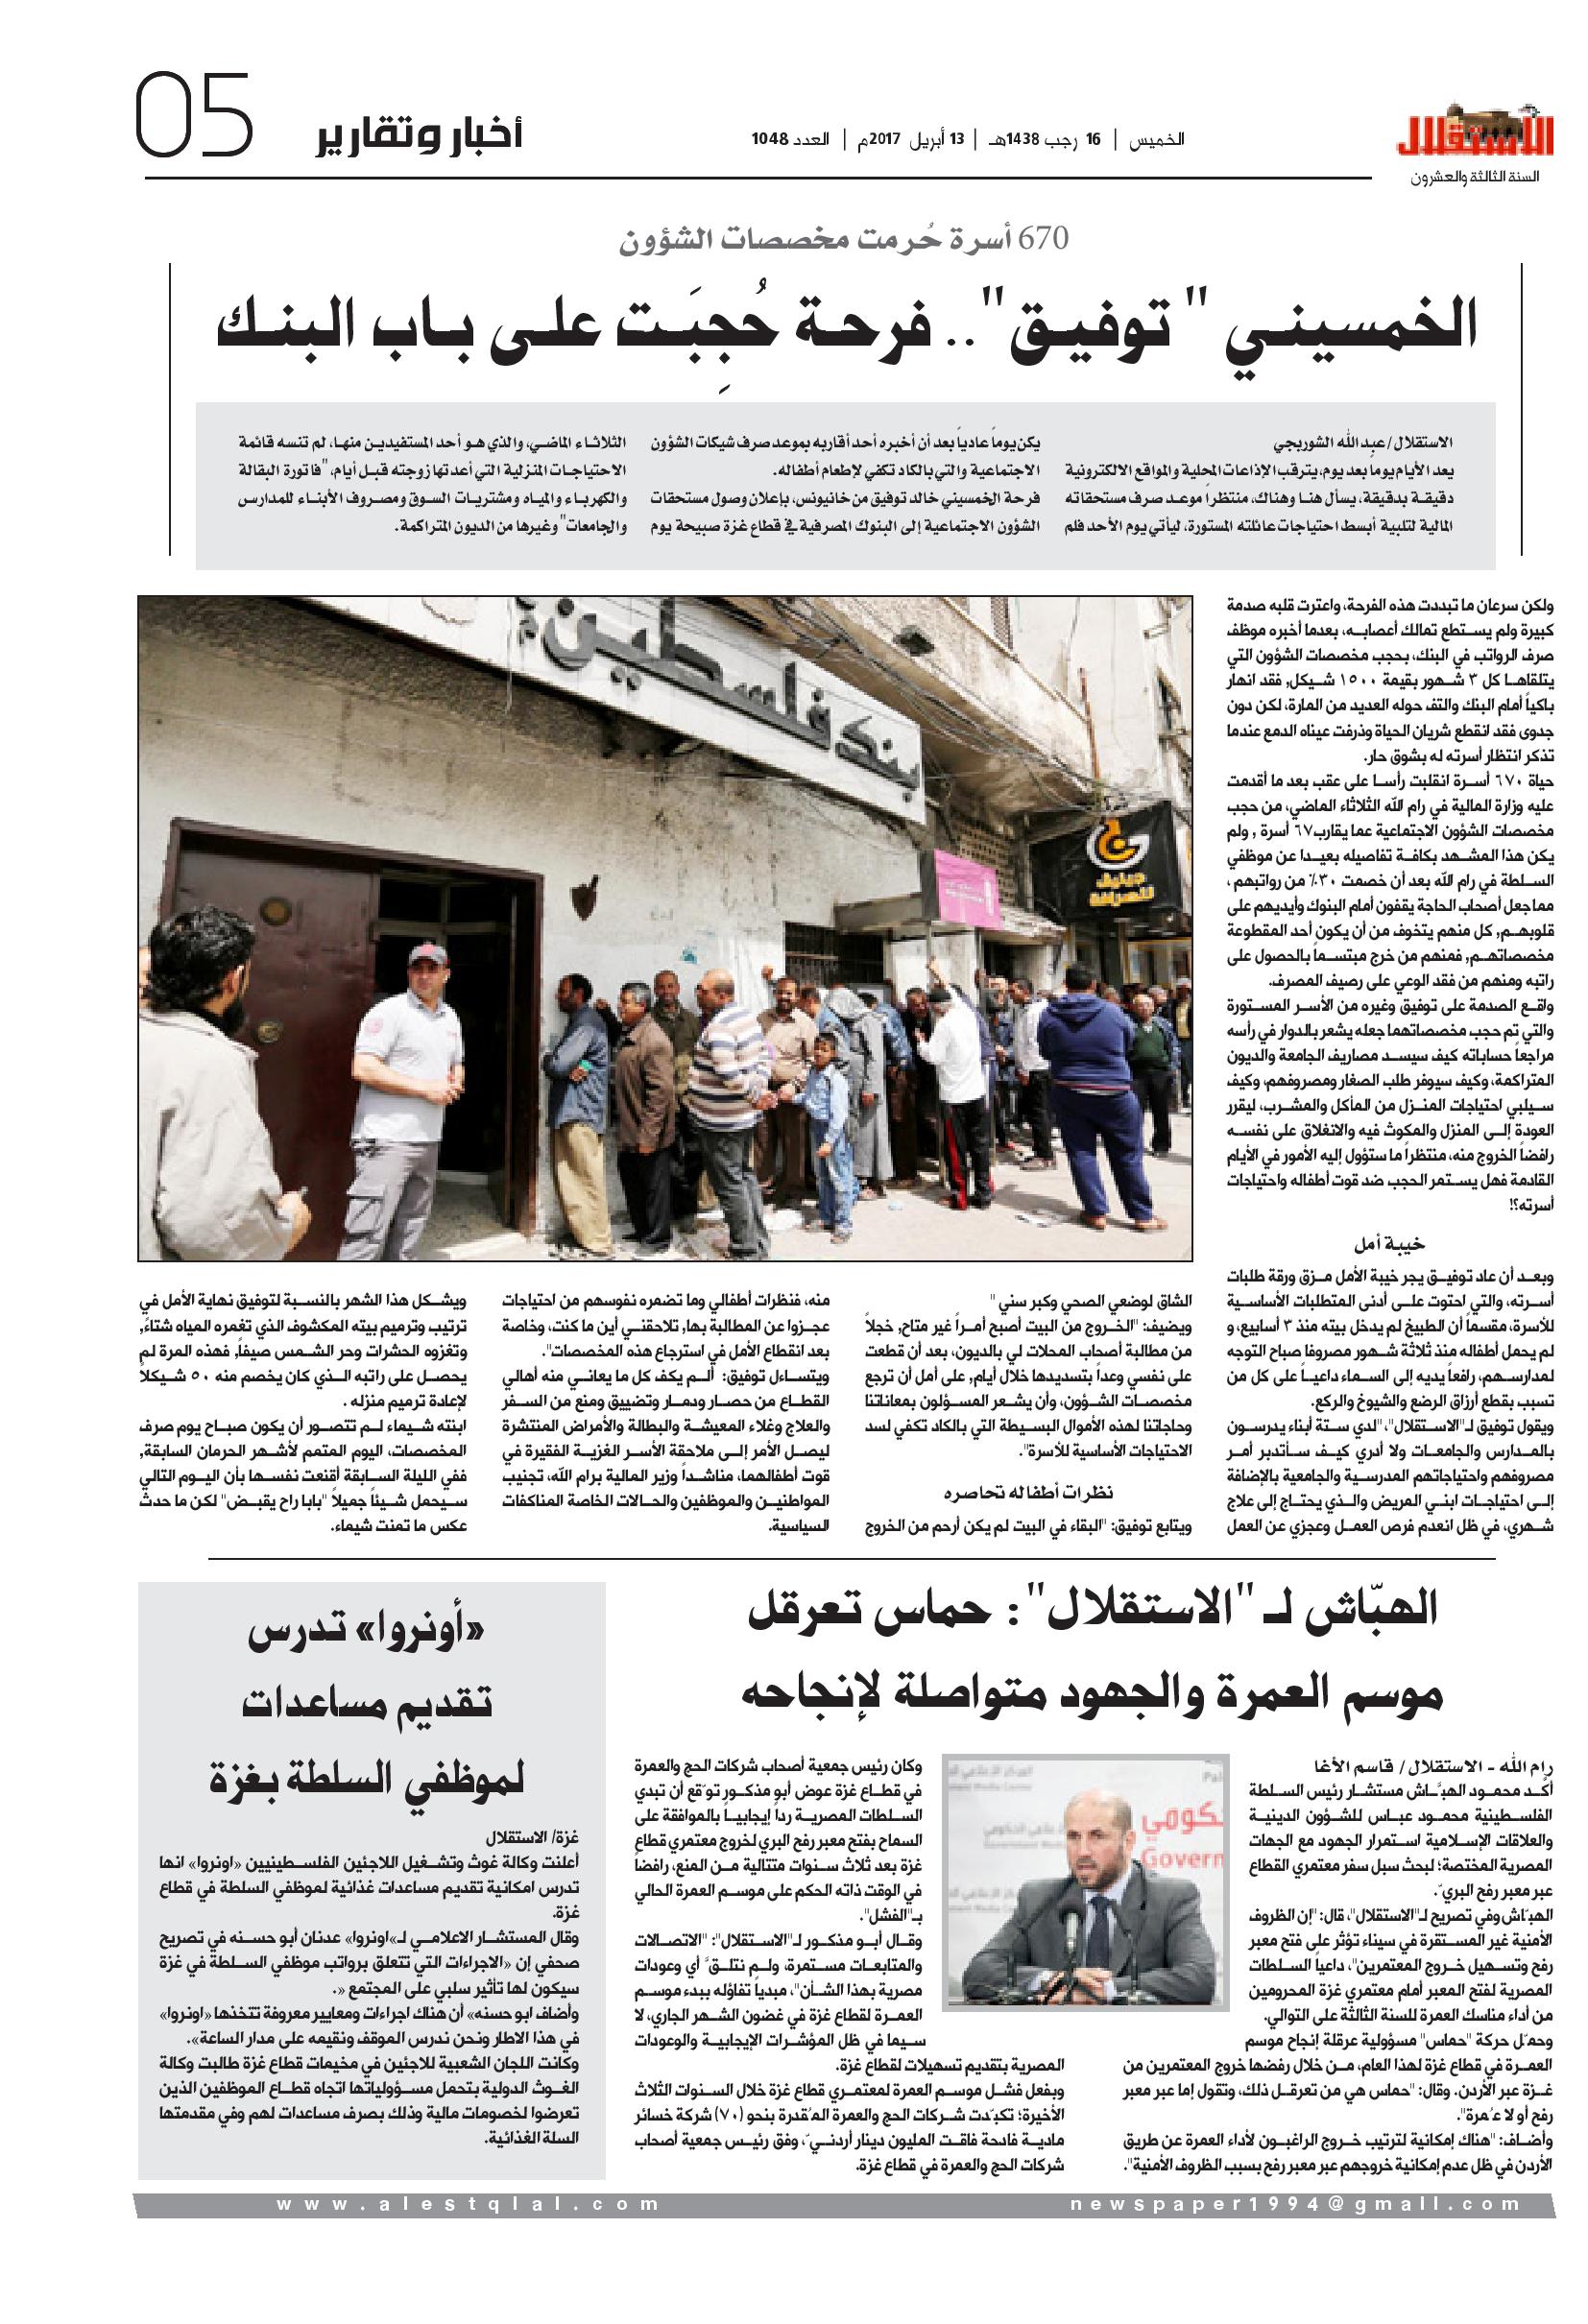 الاستقلال
السنة الثالثة والعشرون
الخميس | 16 رجب 1438هـ | 13 أبريل 2017م | العدد 1048
أخبار وتقارير
05
670 أسرة حُرمت مخصصات الشؤون
الخمسيني "توفيق".. فرحة حُجِبَت على باب البنك
الاستقلال/ عبدالله الشوربجي
يعد الأيام يوما بعد يوم، يترقب الإذاعات المحلية والمواقع الالكترونية
دقيقة بدقيقة، يسأل هنا وهناك، منتظراً موعد صرف مستحقاته
المالية لتلبية أبسط احتياجات عائلته المستورة، ليأتي يوم الأحد فلم
يكن يوماً عادياً بعد أن أخبره أحد أقاربه بموعد صرف شيكات الشؤون
الاجتماعية والتي بالكاد تكفي لإطعام أطفاله.
فرحة الخمسيني خالد توفيق من خانيونس، بإعلان وصول مستحقات
الشؤون الاجتماعية إلى البنوك المصرفية في قطاع غزة صبيحة يوم
الثلاثاء الماضي، والذي هو أحد المستفيدين منها، لم تنسه قائمة
الاحتياجات المنزلية التي أعدتها زوجته قبل أيام، "فاتورة البقالة
والكهرباء والمياه ومشتريات السوق ومصروف الأبناء للمدارس
والجامعات" وغيرها من الديون المتراكمة.
ولكن سرعان ما تبددت هذه الفرحة، واعترت قلبه صدمة
كبيرة ولم يستطع تمالك أعصابه، بعدما أخبره موظف
صرف الرواتب في البنك، بحجب مخصصات الشؤون التي
يتلقاها كل ٣ شهور بقيمة ١٥٠٠ شيكل, فقد انهار
باكياً أمام البنك والتف حوله العديد من المارة، لكن دون
جدوى فقد انقطع شريان الحياة وذرفت عيناه الدمع عندما
تذكر انتظار أسرته له بشوق حار.
حياة ٦٧٠ أسرة انقلبت رأسا على عقب بعد ما أقدمت
عليه وزارة المالية في رام الله الثلاثاء الماضي، من حجب
مخصصات الشؤون الاجتماعية عما يقارب٦٧ أسرة , ولم
يكن هذا المشهد بكافة تفاصيله بعيدا عن موظفي
السلطة في رام الله بعد أن خصمت ٣٠٪ من رواتبهم ،
مما جعل أصحاب الحاجة يقفون أمام البنوك وأيديهم على
قلوبهم, كل منهم يتخوف من أن يكون أحد المقطوعة
مخصصاتهم, فمنهم من خرج مبتسماً بالحصول على
راتبه ومنهم من فقد الوعي على رصيف المصرف.
واقع الصدمة على توفيق وغيره من الأسر المستورة
والتي تم حجب مخصصاتهما جعله يشعر بالدوار في رأسه
مراجعاً حساباته كيف سيسد مصاريف الجامعة والديون
المتراكمة، وكيف سيوفر طلب الصغار ومصروفهم، وكيف
سيلبي احتياجات المنزل من المأكل والمشرب، ليقرر
العودة إلى المنزل والمكوث فيه والانغلاق على نفسه
رافضاً الخروج منه، منتظراً ما ستؤول إليه الأمور في الأيام
القادمة فهل يستمر الحجب ضد قوت أطفاله واحتياجات
أسرته؟!
خيبة أمل
وبعد أن عاد توفيق يجر خيبة الأمل مزق ورقة طلبات
أسرته، والتي احتوت على أدنى المتطلبات الأساسية
للأسرة، مقسماً أن الطبيخ لم يدخل بيته منذ ٣ أسابيع، و
لم يحمل أطفاله منذ ثلاثة شهور مصروفا صباح التوجه
لمدارسهم، رافعاً يديه إلى السماء داعياً على كل من
تسبب بقطع أرزاق الرضع والشيوخ والركع.
ويقول توفيق لـ"الاستقلال"، "لدي ستة أبناء يدرسون
بالمدارس والجامعات ولا أدري كيف سأتدبر أمر
مصروفهم واحتياجاتهم المدرسية والجامعية بالإضافة
إلى احتياجات ابني المريض والذي يحتاج إلى علاج
شهري، في ظل انعدم فرص العمل وعجزي عن العمل
الشاق لوضعي الصحي وكبر سني "
ويضيف: "الخروج من البيت أصبح أمراً غير متاح, خجلاً
من مطالبة أصحاب المحلات لي بالديون، بعد أن قطعت
على نفسي وعداً بتسديدها خلال أيام, على أمل أن ترجع
مخصصات الشؤون، وأن يشعر المسؤلون بمعاناتنا
وحاجاتنا لهذه الأموال البسيطة التي بالكاد تكفي لسد
الاحتياجات الأساسية للأسرة".
نظرات أطفاله تحاصره
ويتابع توفيق: "البقاء في البيت لم يكن أرحم من الخروج
منه، فنظرات أطفالي وما تضمره نفوسهم من احتياجات
عجزوا عن المطالبة بها, تلاحقني أين ما كنت، وخاصة
بعد انقطاع الأمل في استرجاع هذه المخصصات".
ويتساءل توفيق: ألم يكف كل ما يعاني منه أهالي
القطاع من حصار ودمار وتضييق ومنع من السفر
والعلاج وغلاء المعيشة والبطالة والأمراض المنتشرة
ليصل الأمر إلى ملاحقة الأسر الغزية الفقيرة في
قوت أطفالهما، مناشداً وزير المالية برام الله، تجنيب
المواطنين والموظفين والحالات الخاصة المناكفات
السياسية.
ويشكل هذا الشهر بالنسبة لتوفيق نهاية الأمل في
ترتيب وترميم بيته المكشوف الذي تغمره المياه شتاءً,
وتغزوه الحشرات وحر الشمس صيفاً, فهذه المرة لم
يحصل على راتبه الذي كان يخصم منه ٥٠ شيكلاً
لإعادة ترميم منزله .
ابنته شيماء لم تتصور أن يكون صباح يوم صرف
المخصصات، اليوم المتمم لأشهر الحرمان السابقة,
ففي الليلة السابقة أقنعت نفسها بأن اليوم التالي
سيحمل شيئاً جميلاً "بابا راح يقبض" لكن ما حدث
عكس ما تمنت شيماء.
بنك فلسطين
للصرافة
الهبّاش لـ"الاستقلال": حماس تعرقل
موسم العمرة والجهود متواصلة لإنجاحه
رام الله - الاستقلال/ قاسم الأغا
أكّد محمود الهبّاش مستشار رئيس السلطة
الفلسطينية محمود عباس للشؤون الدينية
والعلاقات الإسلامية استمرار الجهود مع الجهات
المصرية المختصة؛ لبحث سبل سفر معتمري القطاع
عبر معبر رفح البريّ.
الهبّاش وفي تصريح لـ"الاستقلال"، قال: "إن الظروف
الأمنية غير المستقرة في سيناء تؤثر على فتح معبر
رفح وتسهيل خروج المعتمرين"، داعياً السلطات
المصرية لفتح المعبر أمام معتمري غزة المحرومين
من أداء مناسك العمرة للسنة الثالثة على التوالي.
وحمّل حركة "حماس" مسؤولية عرقلة إنجاح موسم
العمرة في قطاع غزة لهذا العام، من خلال رفضها خروج المعتمرين من
غزة عبر الأردن. وقال: "حماس هي من تعرقل ذلك، وتقول إما عبر معبر
رفح أو لا عُمرة".
وأضاف: "هناك إمكانية لترتيب خروج الراغبون لأداء العمرة عن طريق
الأردن في ظل عدم إمكانية خروجهم عبر معبر رفح بسبب الظروف الأمنية".
كومي
Govern
وكان رئيس جمعية أصحاب شركات الحج والعمرة
في قطاع غزة عوض أبو مذكور توّقع أن تبدي
السلطات المصرية رداً إيجابياً بالموافقة على
السماح بفتح معبر رفح البري لخروج معتمري قطاع
غزة بعد ثلاث سنوات متتالية من المنع، رافضاً
في الوقت ذاته الحكم على موسم العمرة الحالي
بـ"الفشل".
وقال أبو مذكور لـ"الاستقلال": "الاتصالات
والمتابعات مستمرة، ولم نتلقّ أي وعودات
مصرية بهذا الشأن"، مبدياً تفاؤله ببدء موسم
العمرة لقطاع غزة في غضون الشهر الجاري، لا
سيما في ظل المؤشرات الإيجابية والوعودات
المصرية بتقديم تسهيلات لقطاع غزة.
وبفعل فشل موسم العمرة لمعتمري قطاع غزة خلال السنوات الثلاث
الأخيرة؛ تكبّدت شركات الحج والعمرة المُقدرة بنحو (٧٠) شركة خسائر
مادية فادحة فاقت المليون دينار أردنيّ، وفق رئيس جمعية أصحاب
شركات الحج والعمرة في قطاع غزة.
«أونروا» تدرس
تقديم مساعدات
لموظفي السلطة بغزة
غزة/ الاستقلال
أعلنت وكالة غوث وتشغيل اللاجئين الفلسطينيين «اونروا» انها
تدرس امكانية تقديم مساعدات غذائية لموظفي السلطة في قطاع
غزة.
وقال المستشار الاعلامي لـ»اونروا» عدنان أبو حسنه في تصريح
صحفي إن «الاجراءات التي تتعلق برواتب موظفي السلطة في غزة
سيكون لها تأثير سلبي على المجتمع «.
وأضاف ابو حسنه» أن هناك اجراءات ومعايير معروفة تتخذها «اونروا»
في هذا الاطار ونحن ندرس الموقف ونقيمه على مدار الساعة».
وكانت اللجان الشعبية للاجئين في مخيمات قطاع غزة طالبت وكالة
الغوث الدولية بتحمل مسؤولياتها اتجاه قطاع الموظفين الذين
تعرضوا لخصومات مالية وذلك بصرف مساعدات لهم وفي مقدمتها
السلة الغذائية.
www.alestqlal.com
newspaper1994@gmail.com